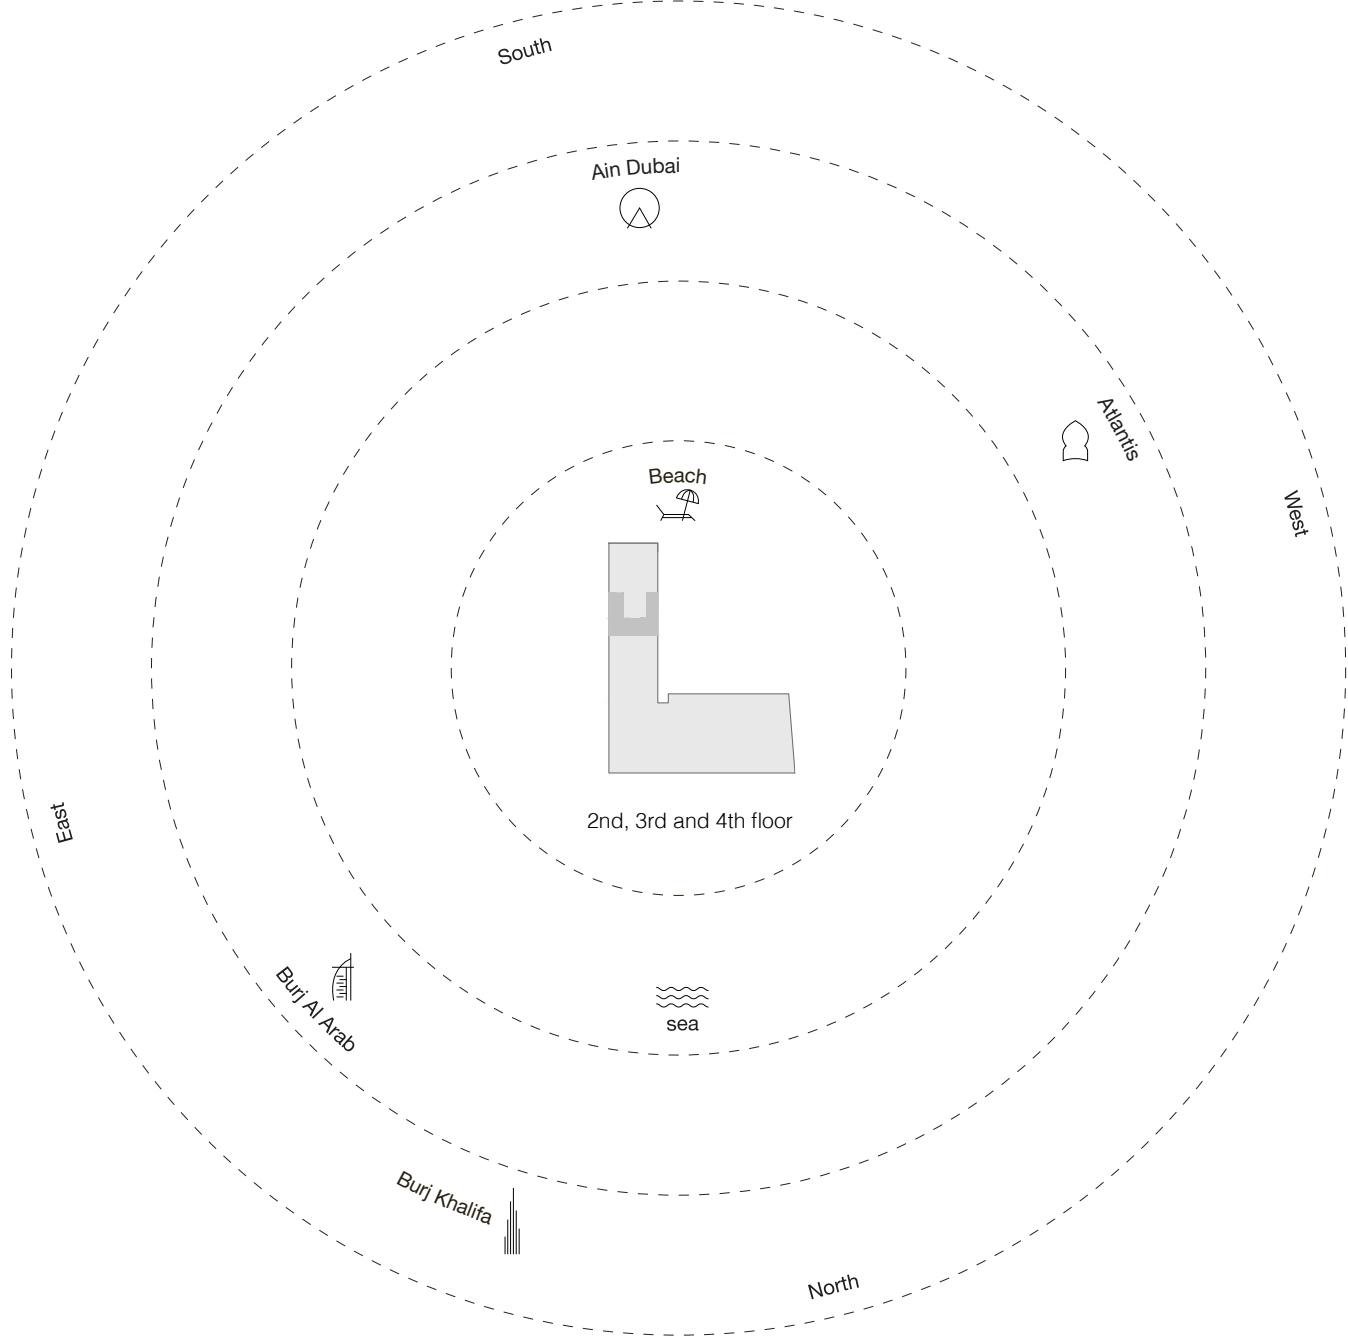 South
Ain Dubai
Atlantis
Beach
West
2nd, 3rd and 4th floor
East
Burj Al Arab
sea
Burj Khalifa
North